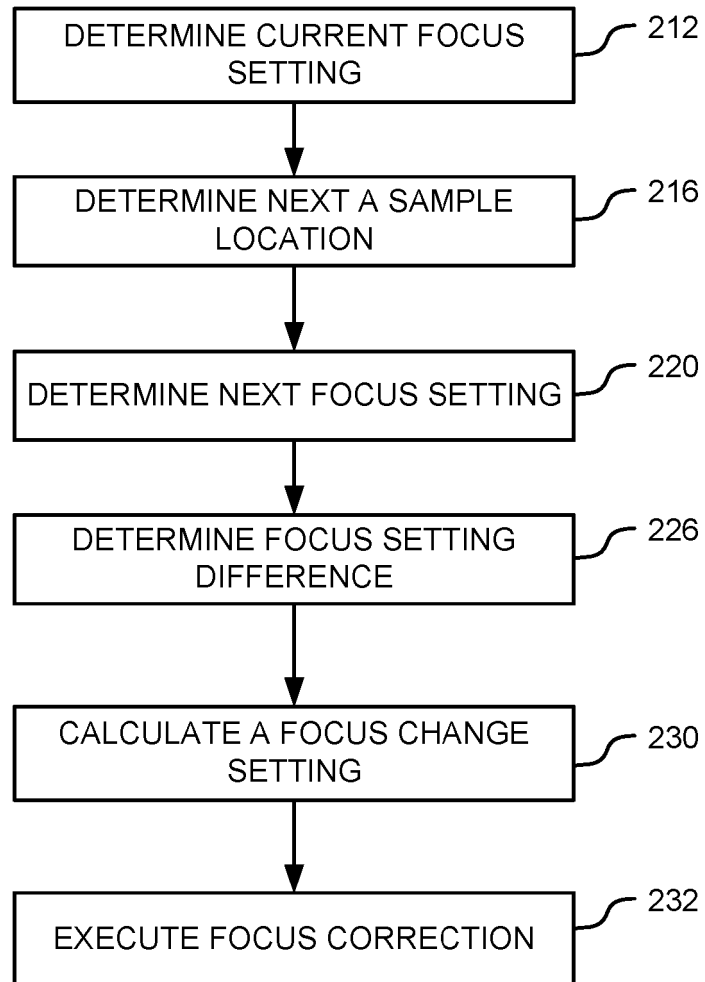 DETERMINE CURRENT FOCUS
SETTING
212
DETERMINE NEXT A SAMPLE
LOCATION
216
DETERMINE NEXT FOCUS SETTING
220
DETERMINE FOCUS SETTING
DIFFERENCE
226
CALCULATE A FOCUS CHANGE
SETTING
230
EXECUTE FOCUS CORRECTION
232